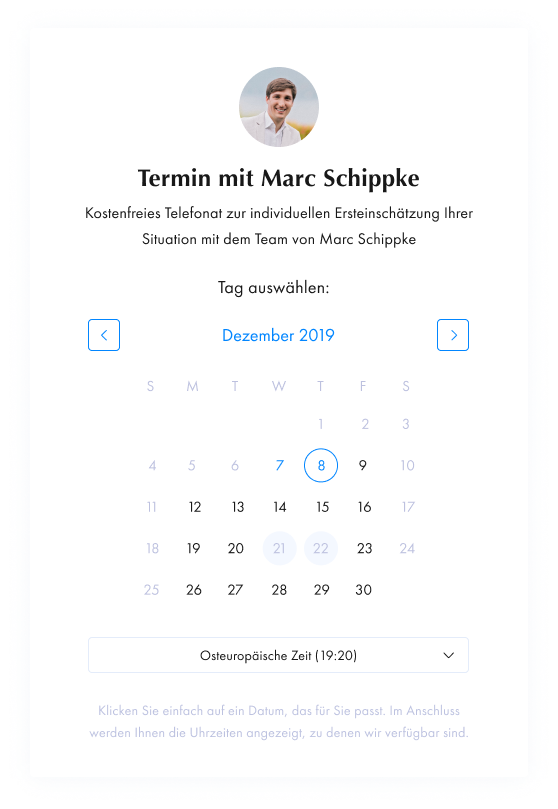 Termin mit Marc Schippke
Kostenfreies Telefonat zur individuellen Ersteinschätzung Ihrer
Situation mit dem Team von Marc Schippke
Tag auswählen:
Dezember 2019
S M T W T F S
1 2 3
4 5 6 7 8 9 10
11 12 13 14 15 16 17
18 19 20 21 22 23 24
25 26 27 28 29 30
Osteuropäische Zeit (19:20)
Klicken Sie einfach auf ein Datum, das für Sie passt. Im Anschluss
werden Ihnen die Uhrzeiten angezeigt, zu denen wir verfügbar sind.